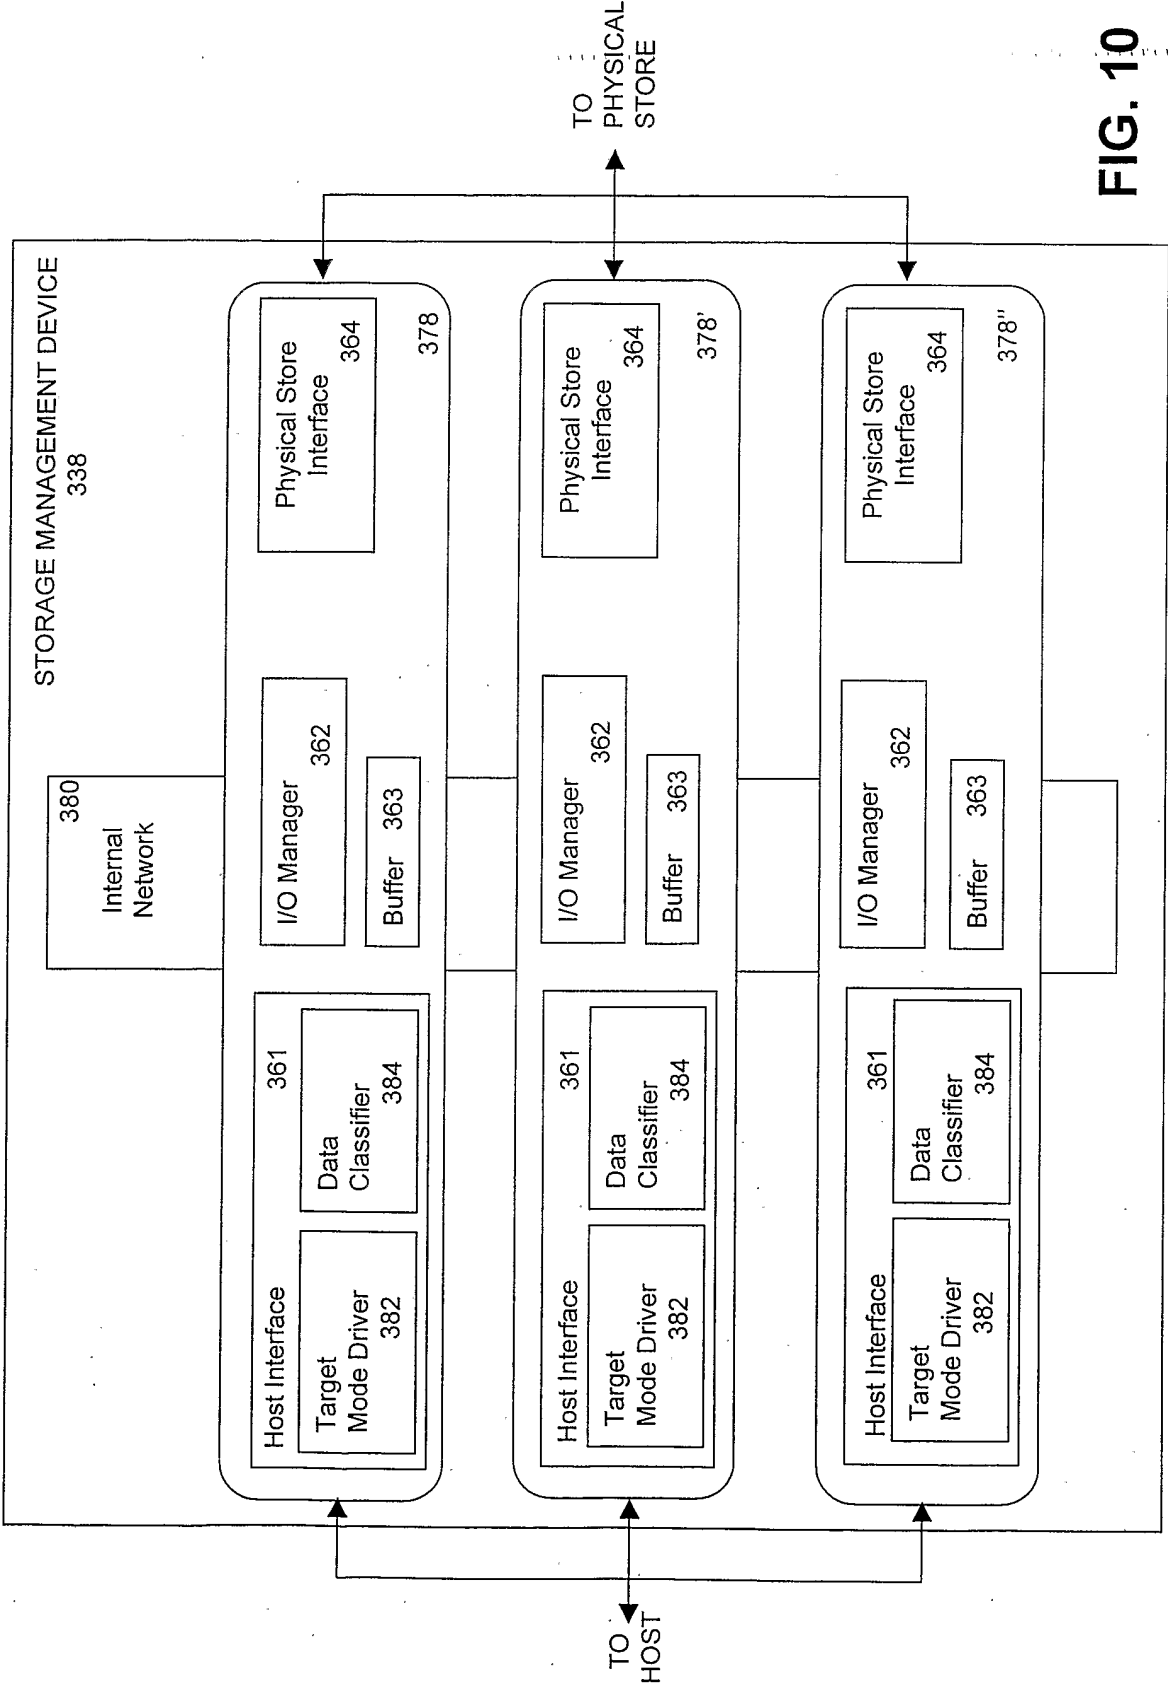 STORAGE MANAGEMENT DEVICE
338
380
Internal
Network
Host Interface
361
Target
Mode Driver
382
Data
Classifier
384
I/O Manager
362
Buffer 363
Physical Store
Interface
364
378
Host Interface
361
Target
Mode Driver
382
Data
Classifier
384
I/O Manager
362
Buffer 363
Physical Store
Interface
364
378'
Host Interface
361
Target
Mode Driver
382
Data
Classifier
384
I/O Manager
362
Buffer 363
Physical Store
Interface
364
378"
TO
HOST
TO
PHYSICAL
STORE
FIG. 10